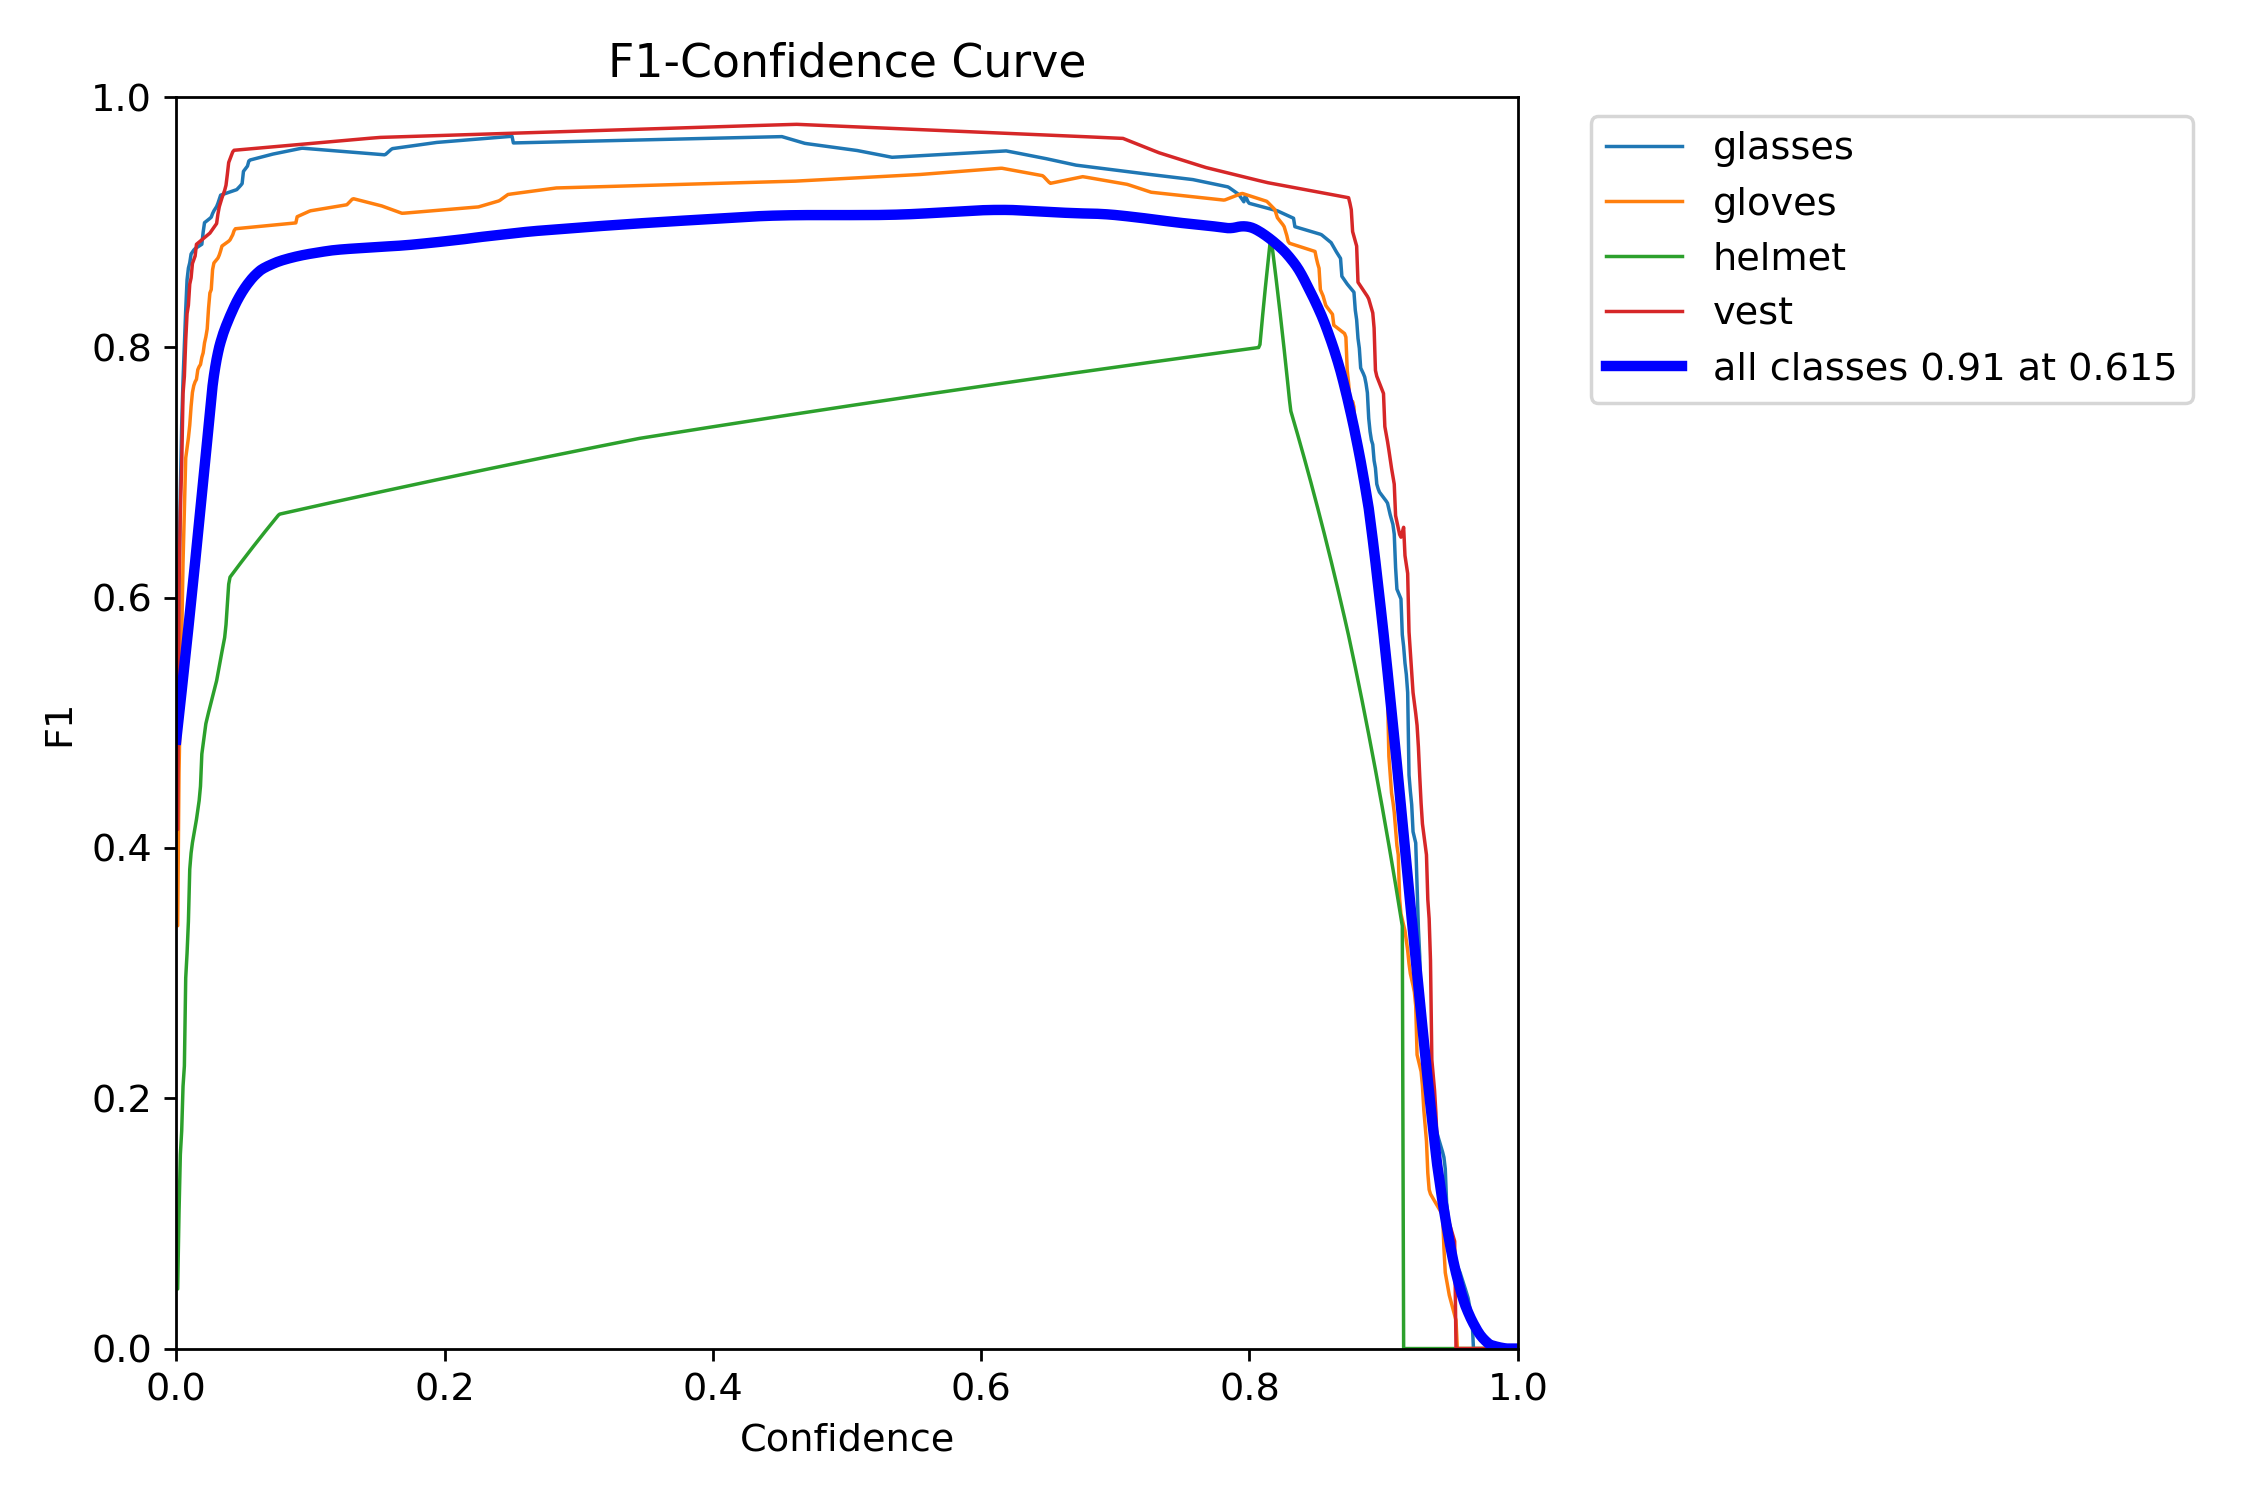 F1-Confidence Curve
1.0
0.8
0.6
0.4
0.2
0.0
F1
0.0 0.2 0.4 0.6 0.8 1.0
Confidence
glasses
gloves
helmet
vest
all classes 0.91 at 0.615